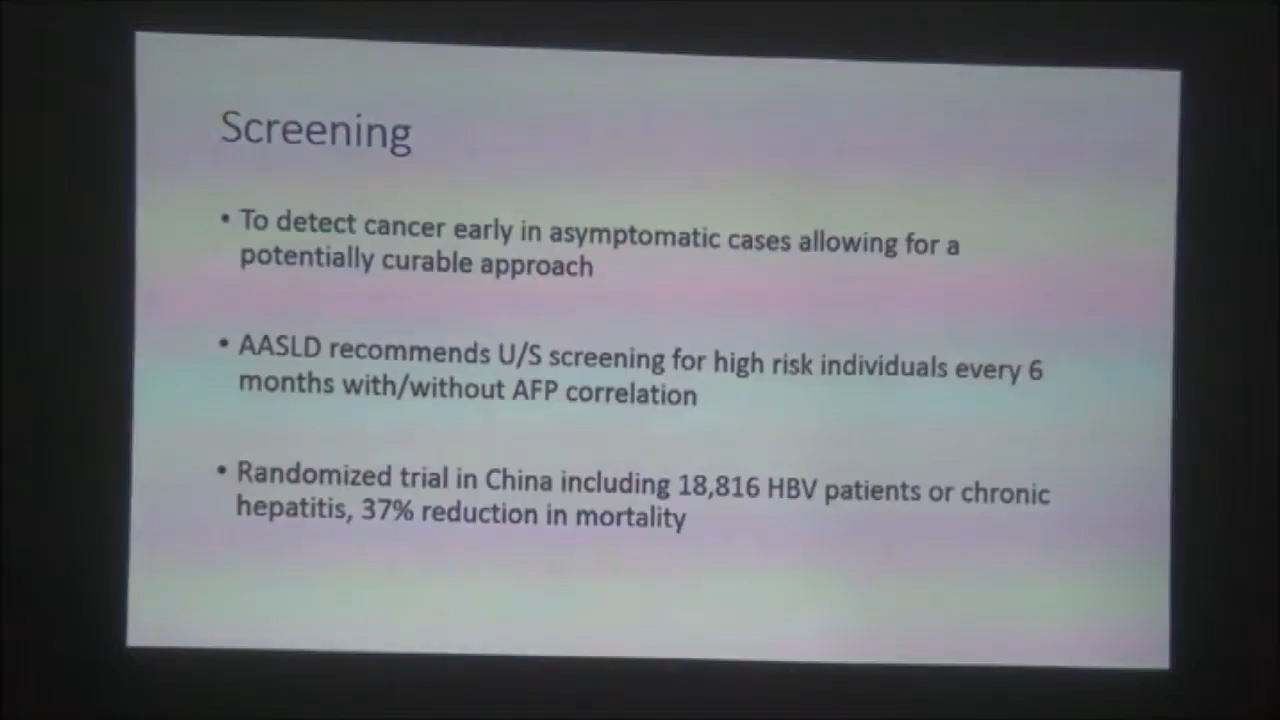 Screening
• To detect cancer early in asymptomatic cases allowing for a
potentially curable approach
• AASLD recommends U/S screening for high risk individuals every 6
months with/without AFP correlation
• Randomized trial in China including 18,816 HBV patients or chronic
hepatitis, 37% reduction in mortality